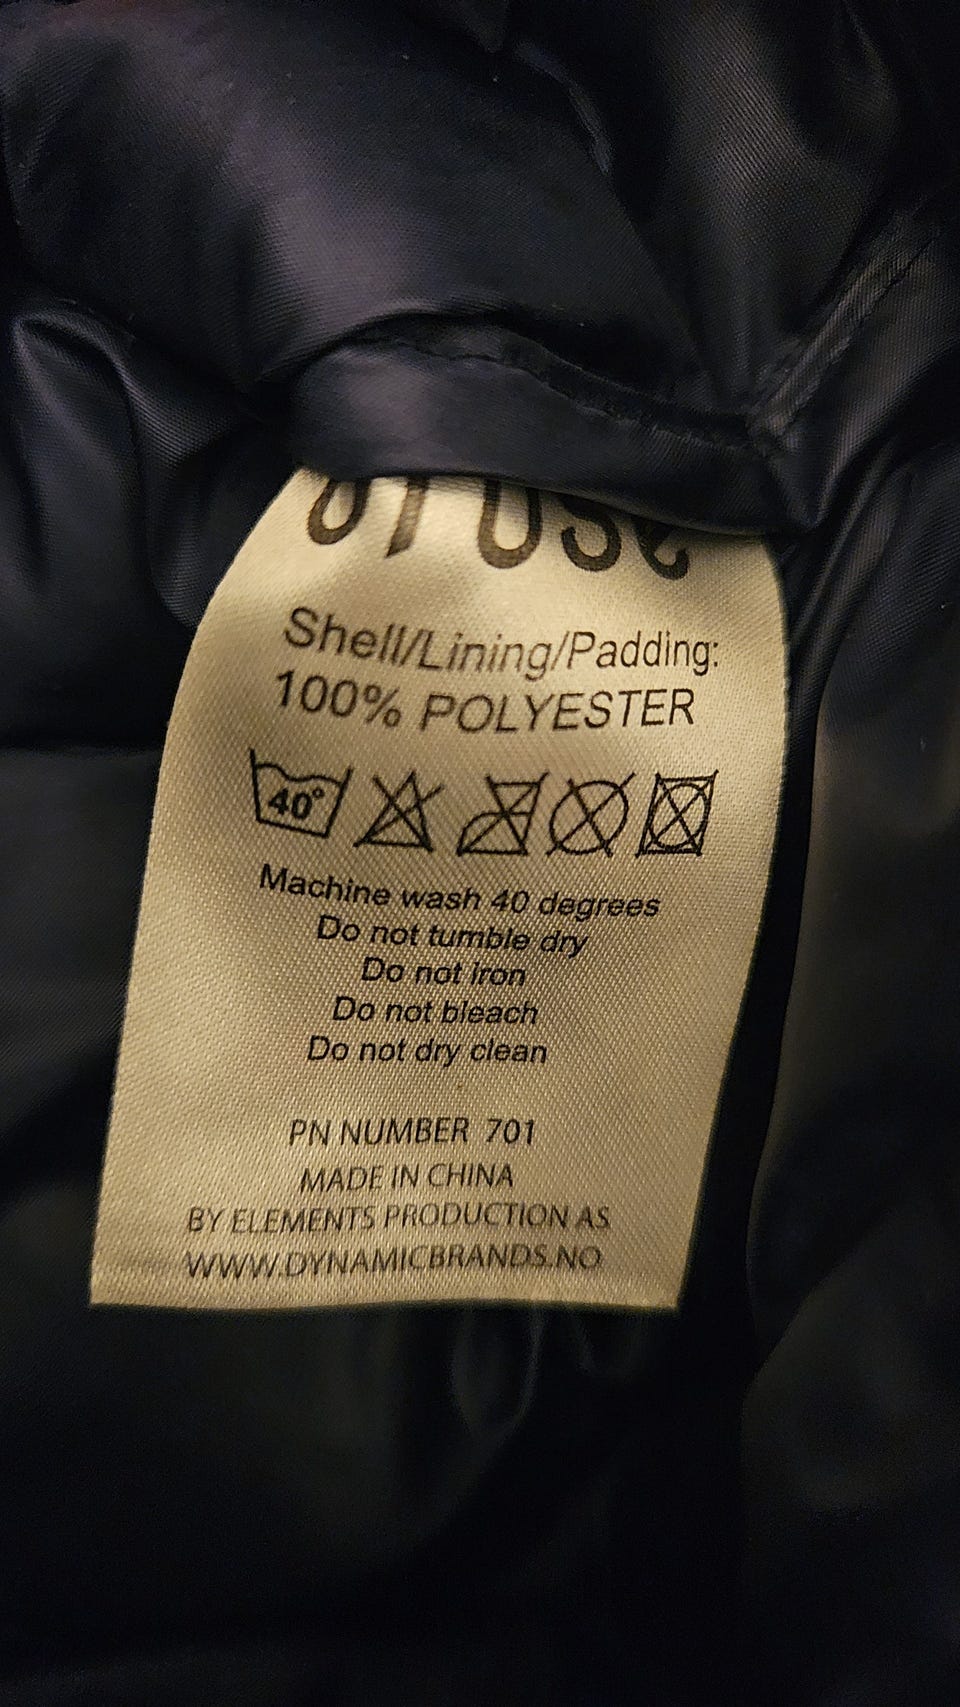 Shell/Lining/Padding:
100% POLYESTER
40°
Machine wash 40 degrees
Do not tumble dry
Do not iron
Do not bleach
Do not dry clean
PN NUMBER 701
MADE IN CHINA
BY ELEMENTS PRODUCTION AS
WWW.DYNAMICBRANDS.NO